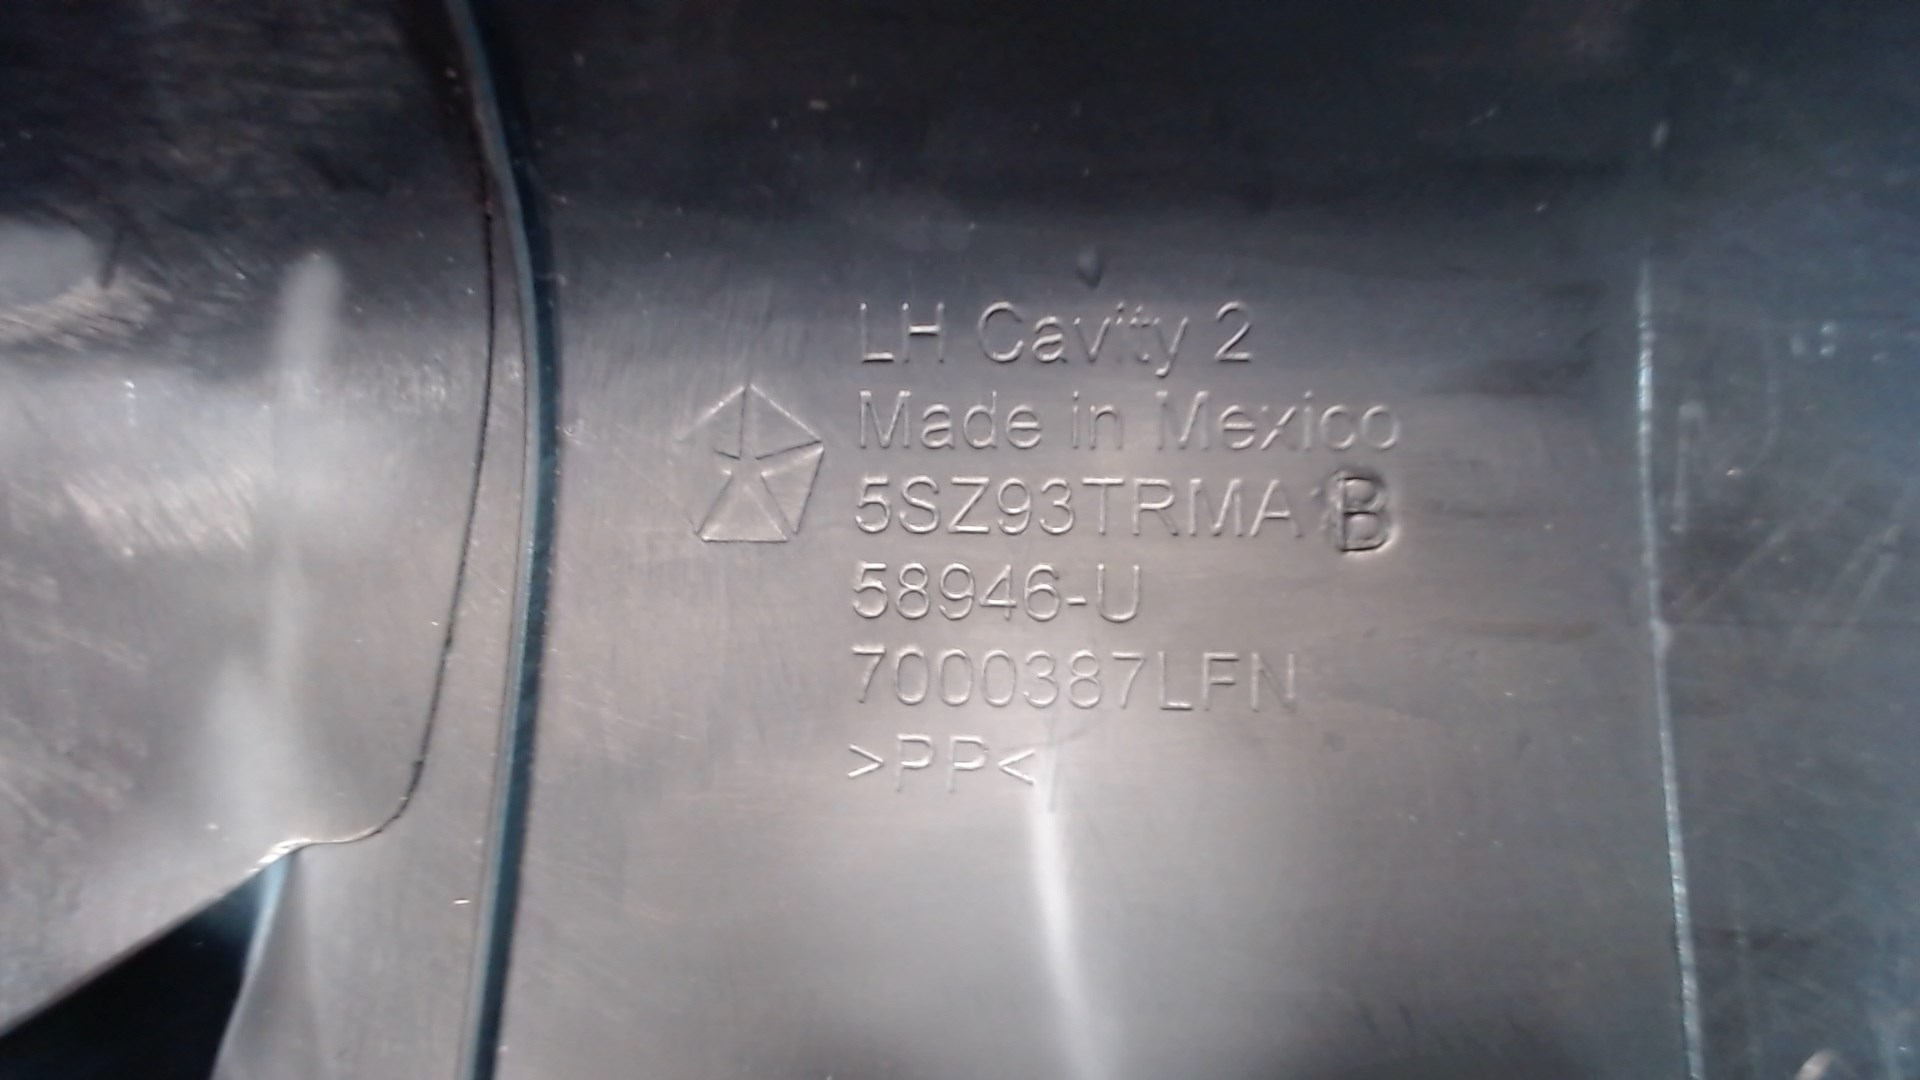 LH Cavity 2
Made in Mexico
5SZ93TRMA B
58946-U
7000387LFN
>PP<